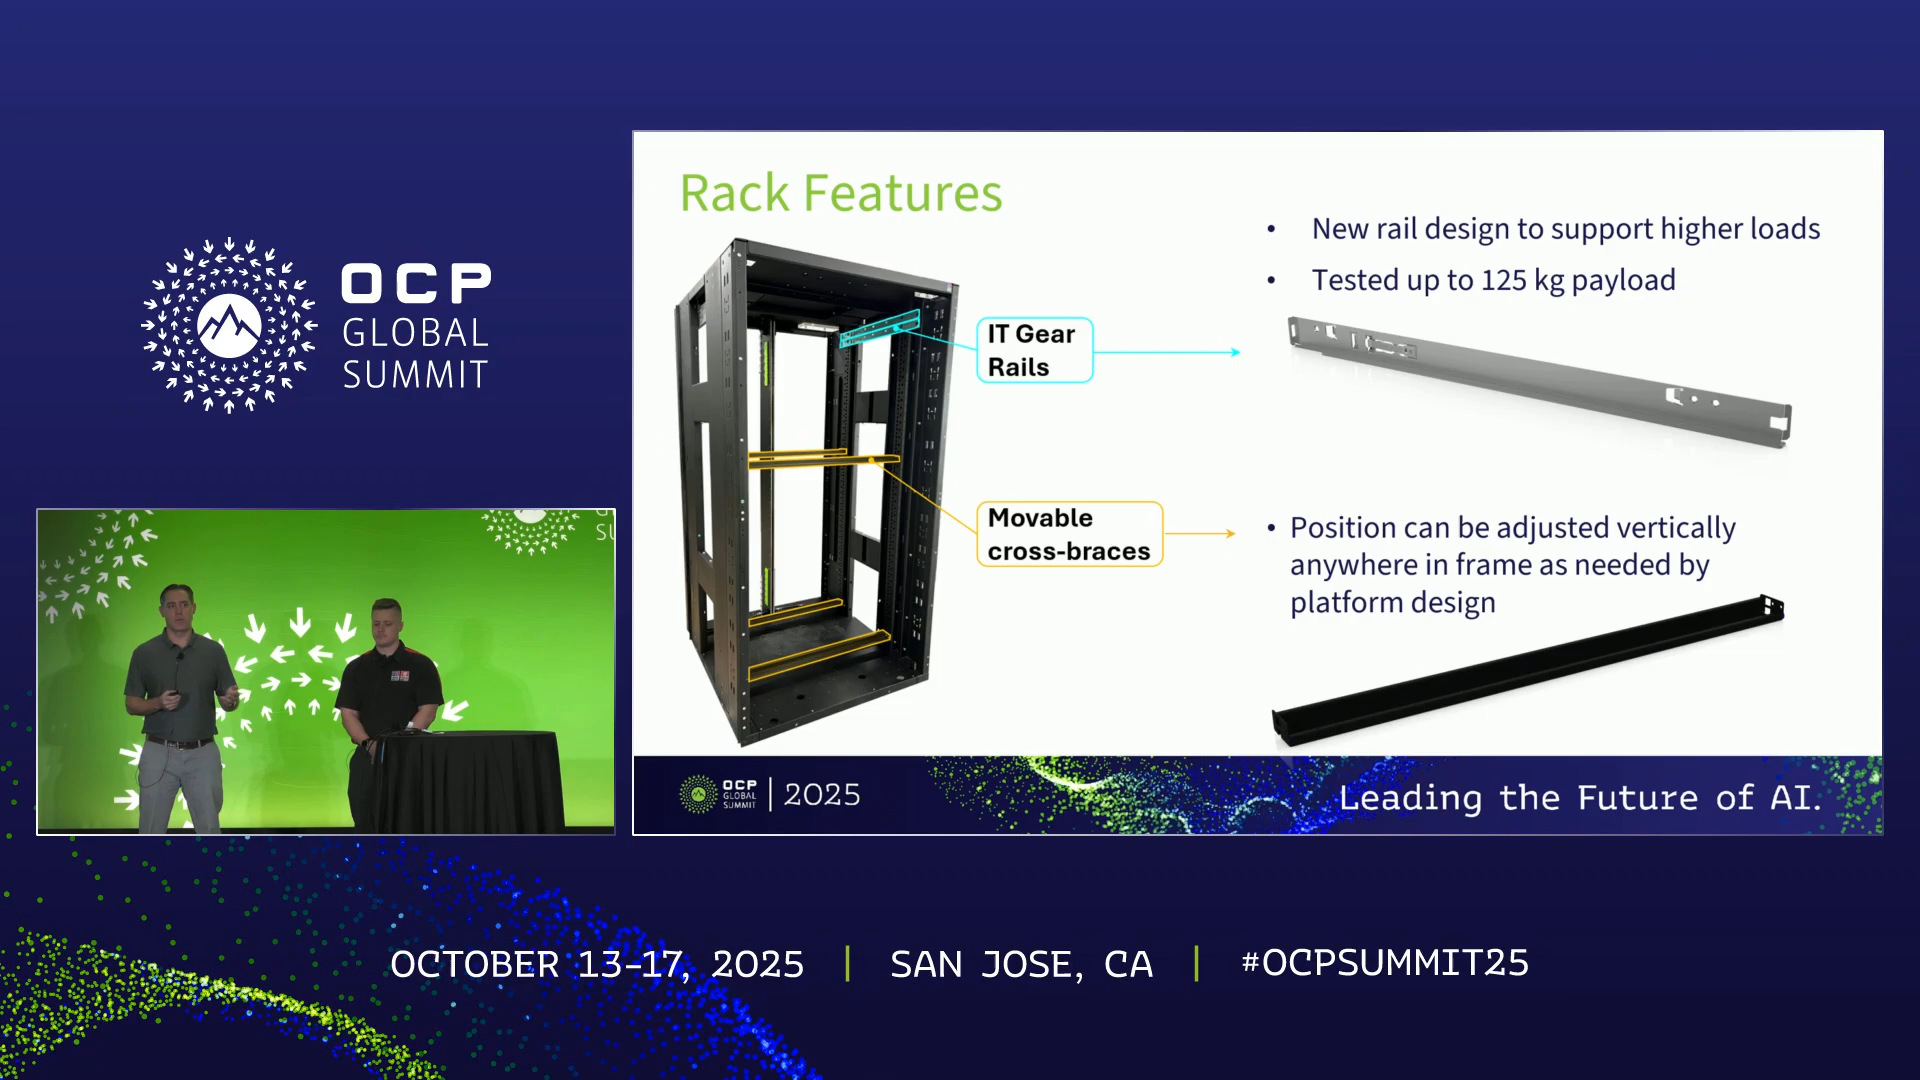 OCP
GLOBAL
SUMMIT
Rack Features
• New rail design to support higher loads
• Tested up to 125 kg payload
IT Gear
Rails
Movable
cross-braces
• Position can be adjusted vertically
anywhere in frame as needed by
platform design
OCP
GLOBAL
SUMMIT
2025
Leading the Future of AI.
OCTOBER 13-17, 2025 | SAN JOSE, CA | #OCPSUMMIT25